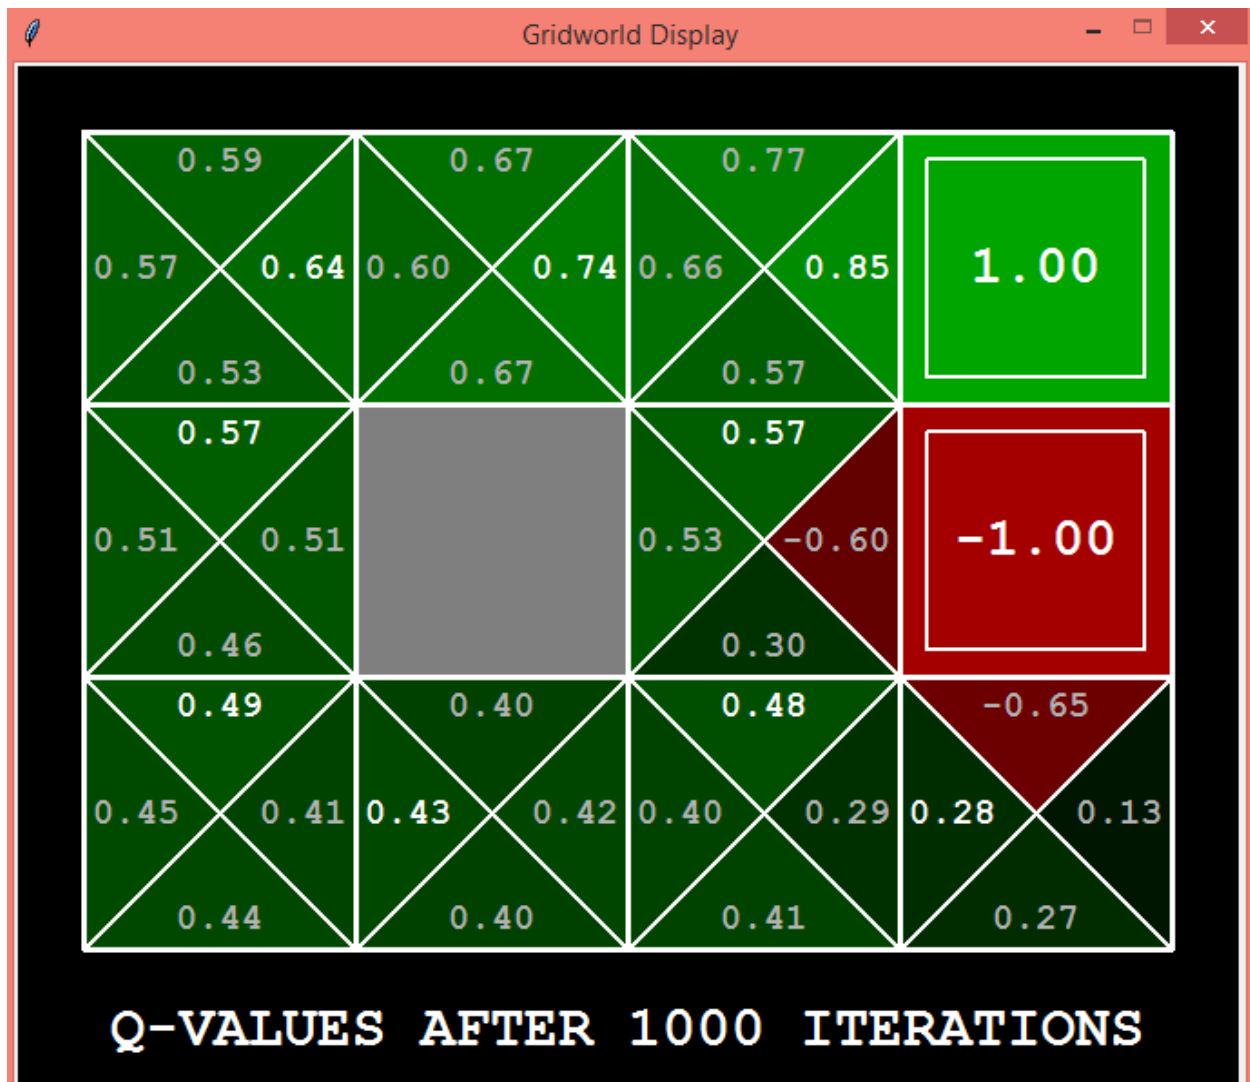 Gridworld Display
0.59 0.67 0.77
0.57 0.64 0.60 0.74 0.66 0.85 1.00
0.53 0.67 0.57
0.57 0.57
0.51 0.51 0.53 -0.60 -1.00
0.46 0.30
0.49 0.40 0.48 -0.65
0.45 0.41 0.43 0.42 0.40 0.29 0.28 0.13
0.44 0.40 0.41 0.27
Q-VALUES AFTER 1000 ITERATIONS